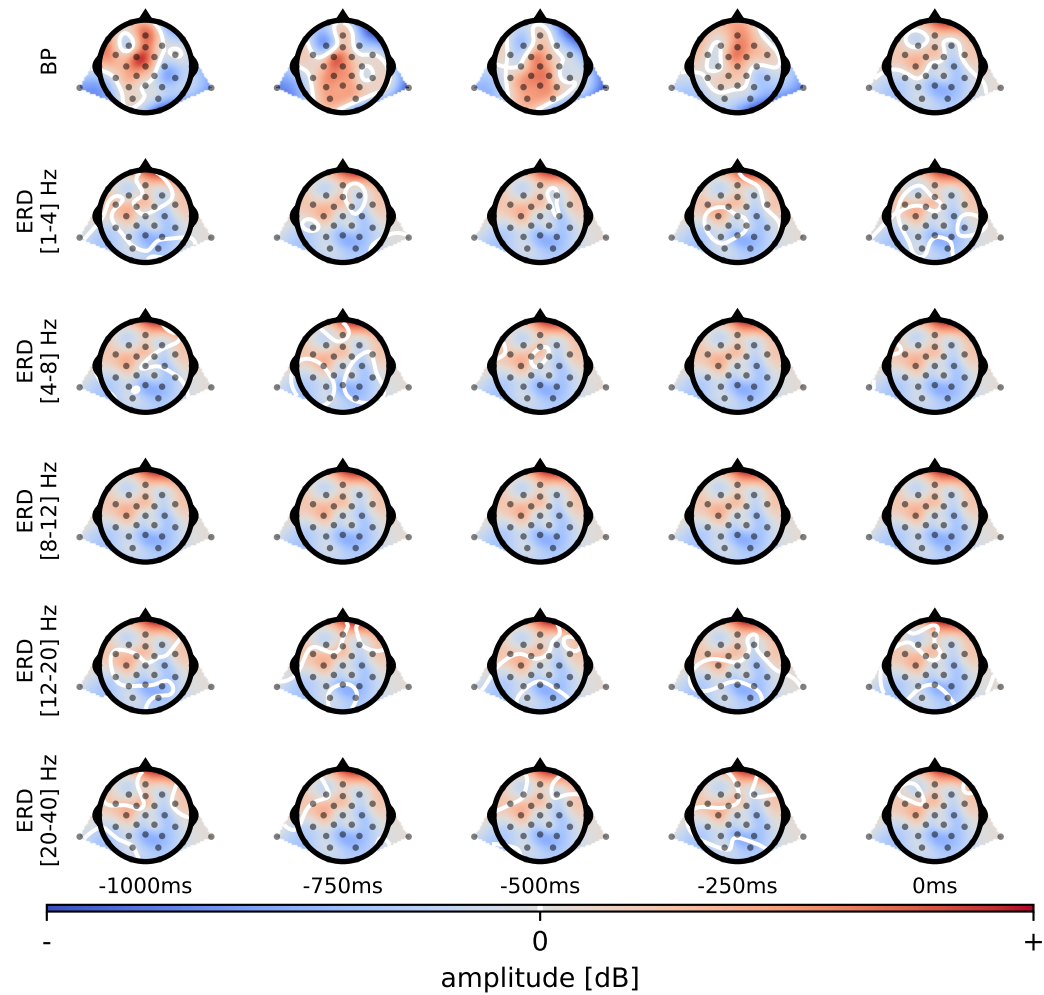 BP
ERD
[1-4] Hz
ERD
[4-8] Hz
ERD
[8-12] Hz
ERD
[12-20] Hz
ERD
[20-40] Hz
-1000ms -750ms -500ms -250ms 0ms
- 0 +
amplitude [dB]